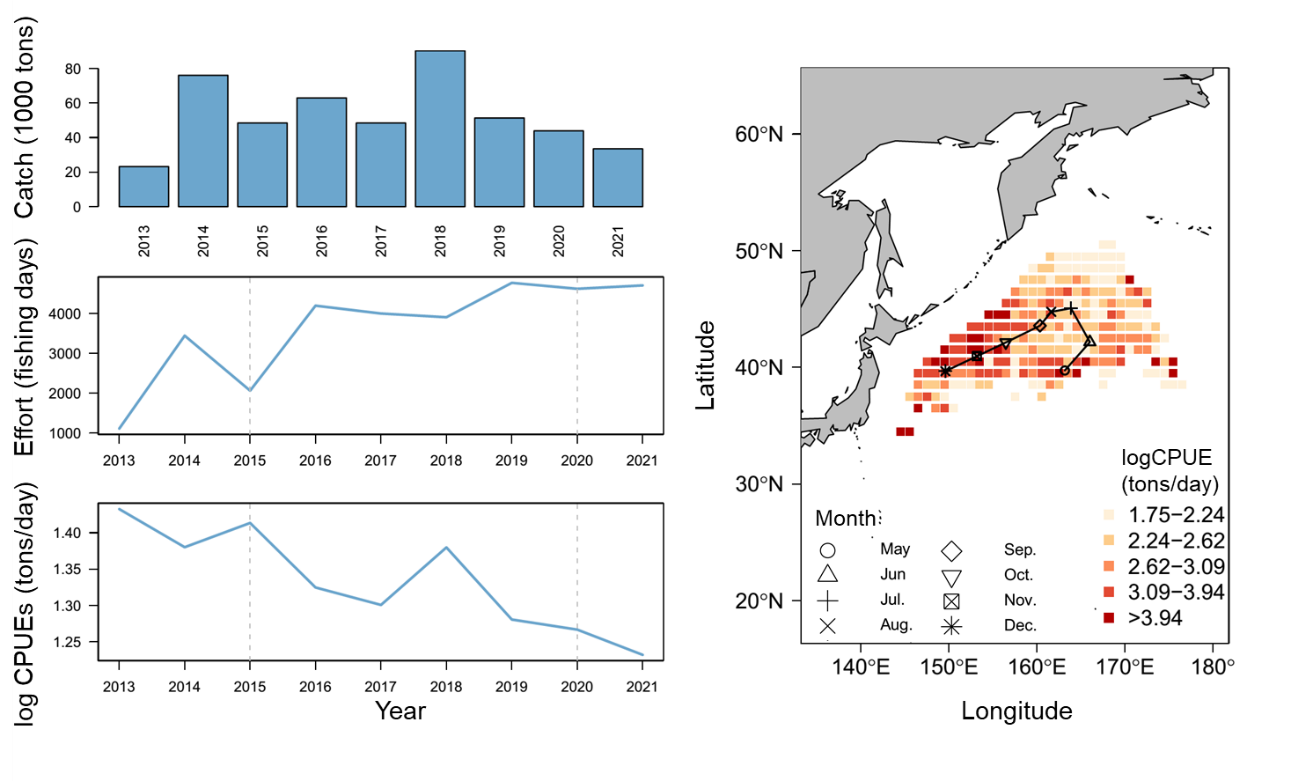 Catch (1000 tons)
80
60
40
20
0
2013 2014 2015 2016 2017 2018 2019 2020 2021
Effort (fishing days)
4000
3000
2000
1000
2013 2014 2015 2016 2017 2018 2019 2020 2021
log CPUEs (tons/day)
1.40
1.35
1.30
1.25
2013 2014 2015 2016 2017 2018 2019 2020 2021
Year
Latitude
60°N
50°N
40°N
30°N
20°N
logCPUE
(tons/day)
1.75−2.24
2.24−2.62
2.62−3.09
3.09−3.94
>3.94
Month:
May Sep.
Jun Oct.
Jul. Nov.
Aug. Dec.
140°E 150°E 160°E 170°E 180°
Longitude